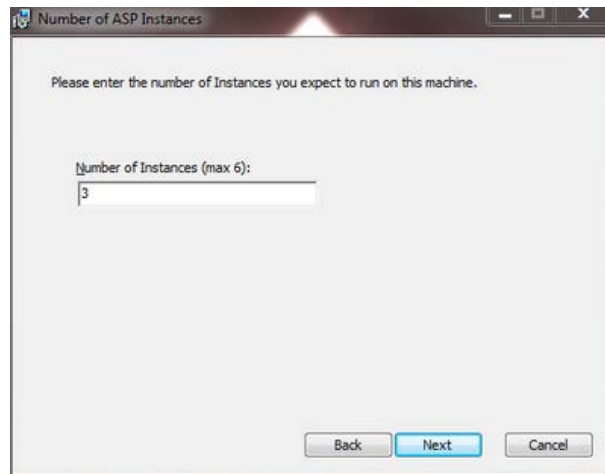 Number of ASP Instances
Please enter the number of Instances you expect to run on this machine.
Number of Instances (max 6):
3
Back Next Cancel